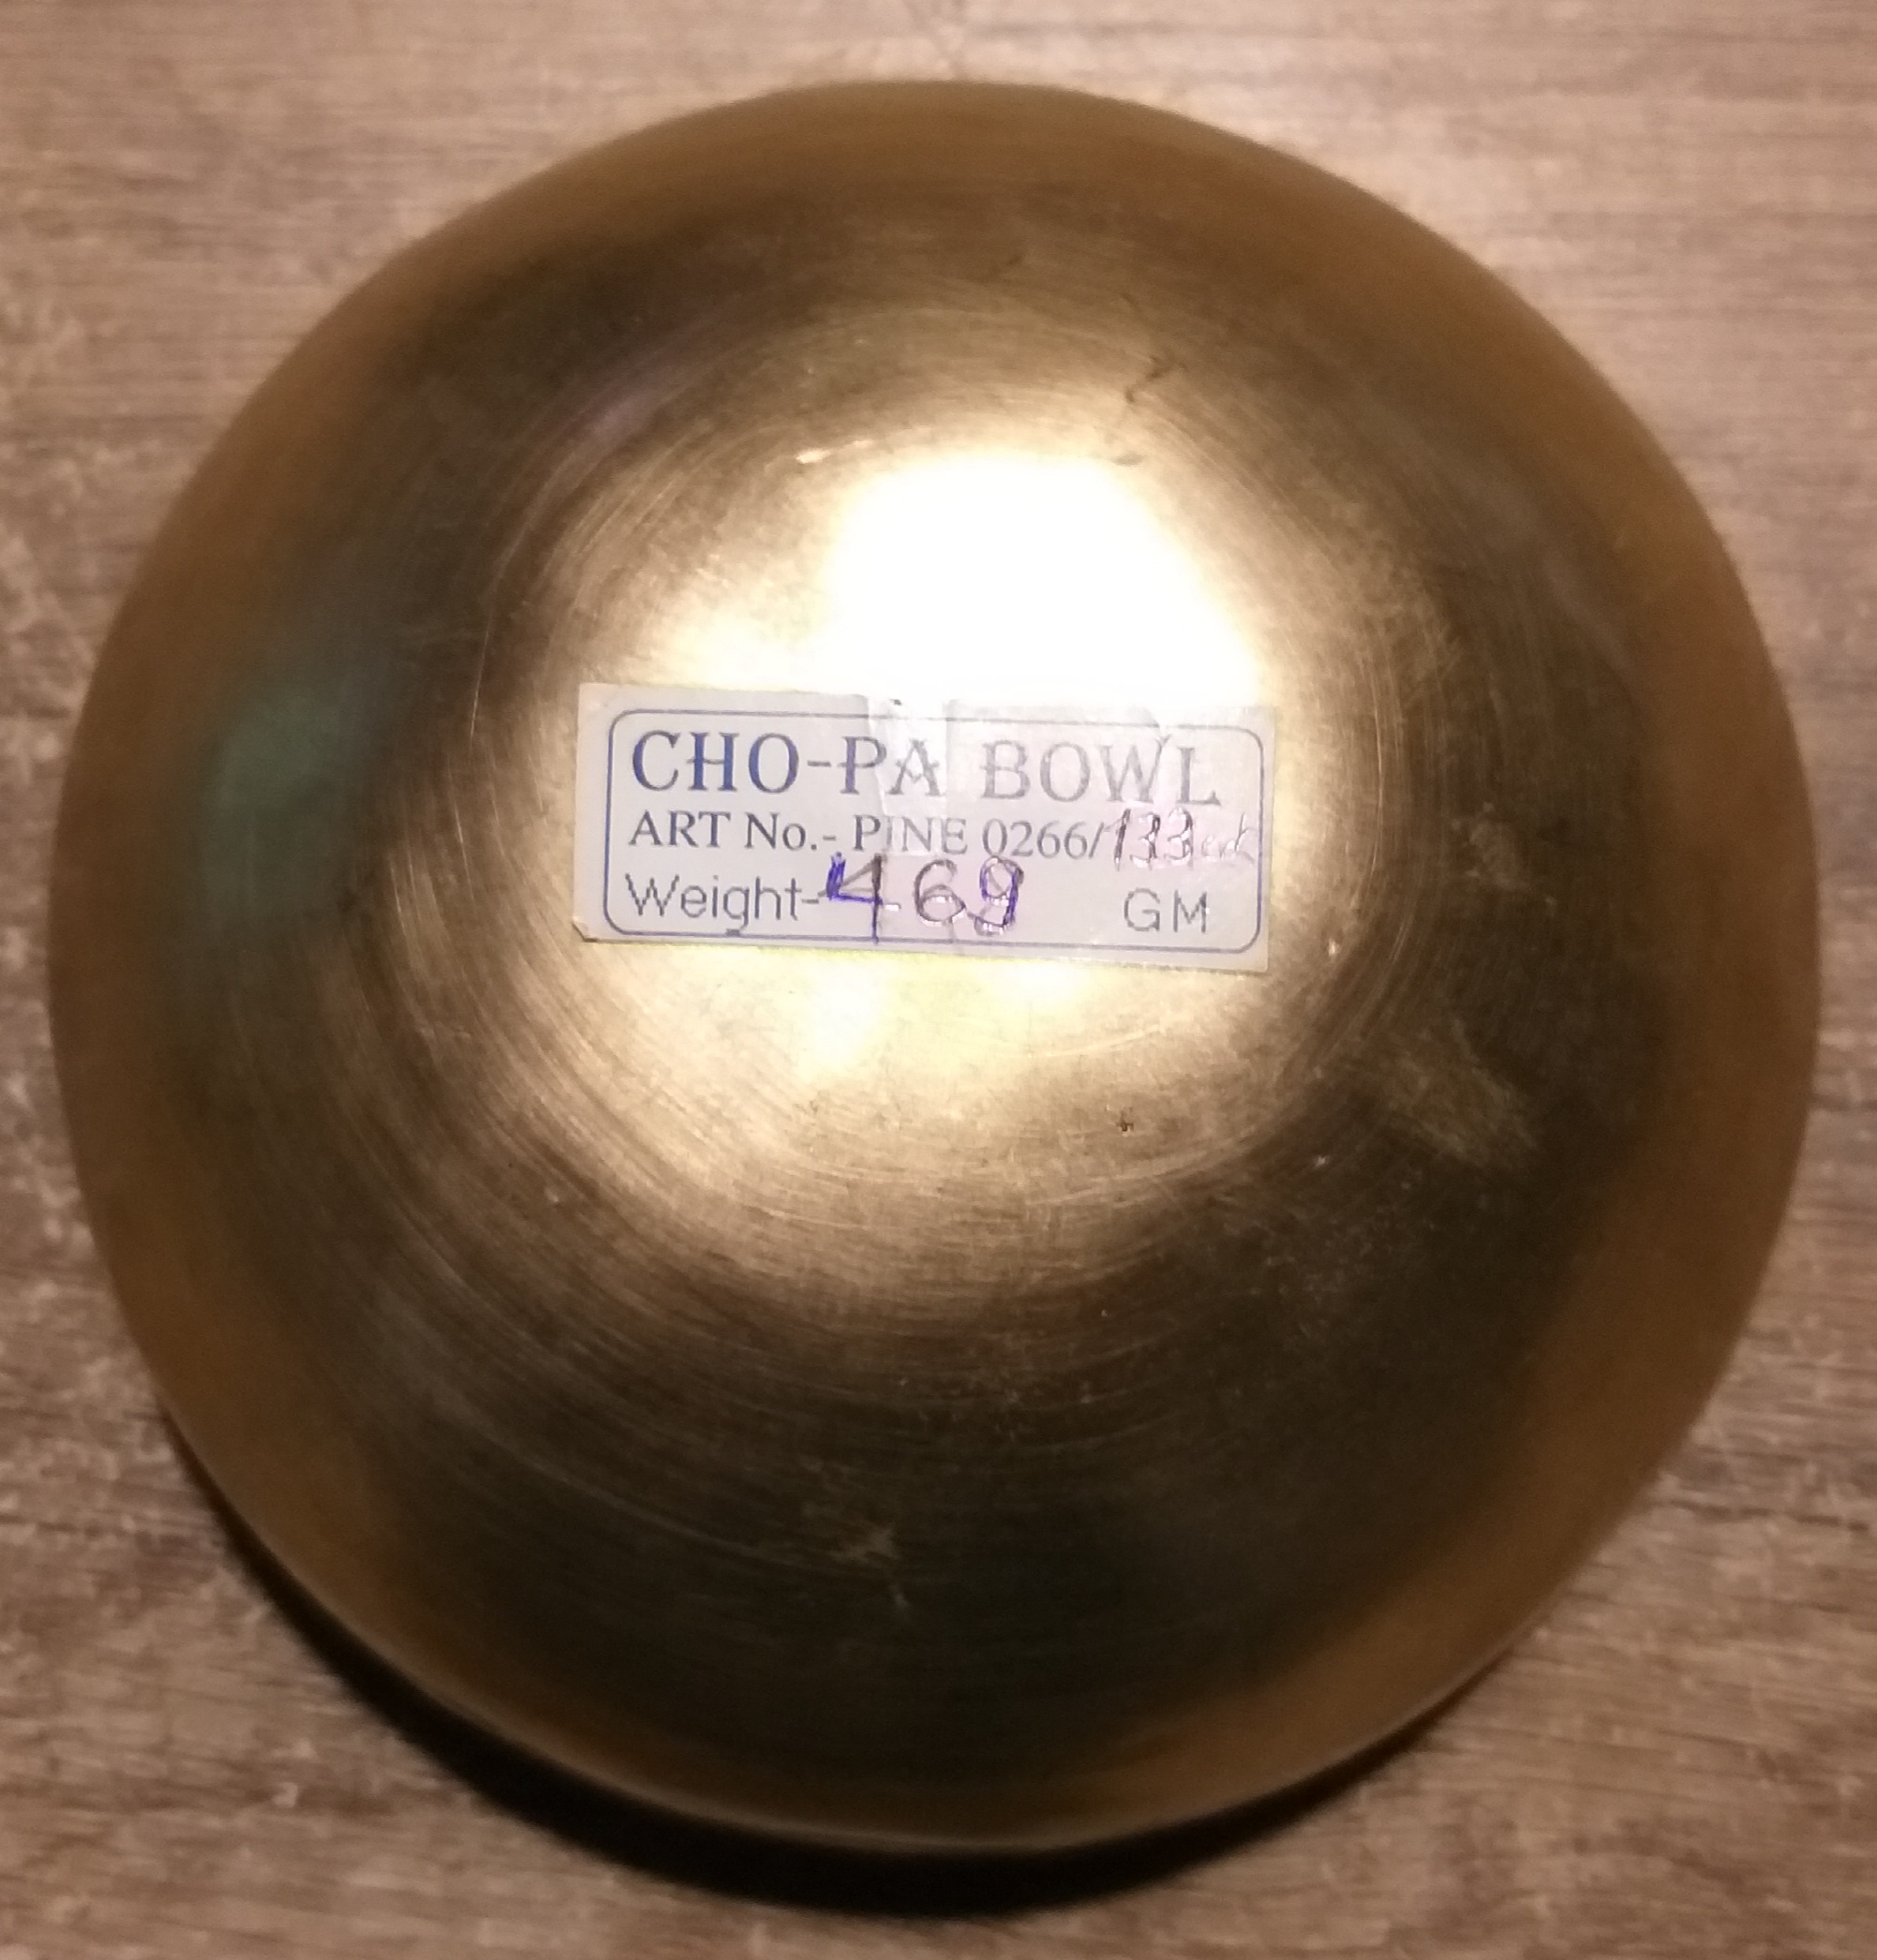 CHO-PA BOWL
ART No.- PINE 0266/133
Weight- 469 GM